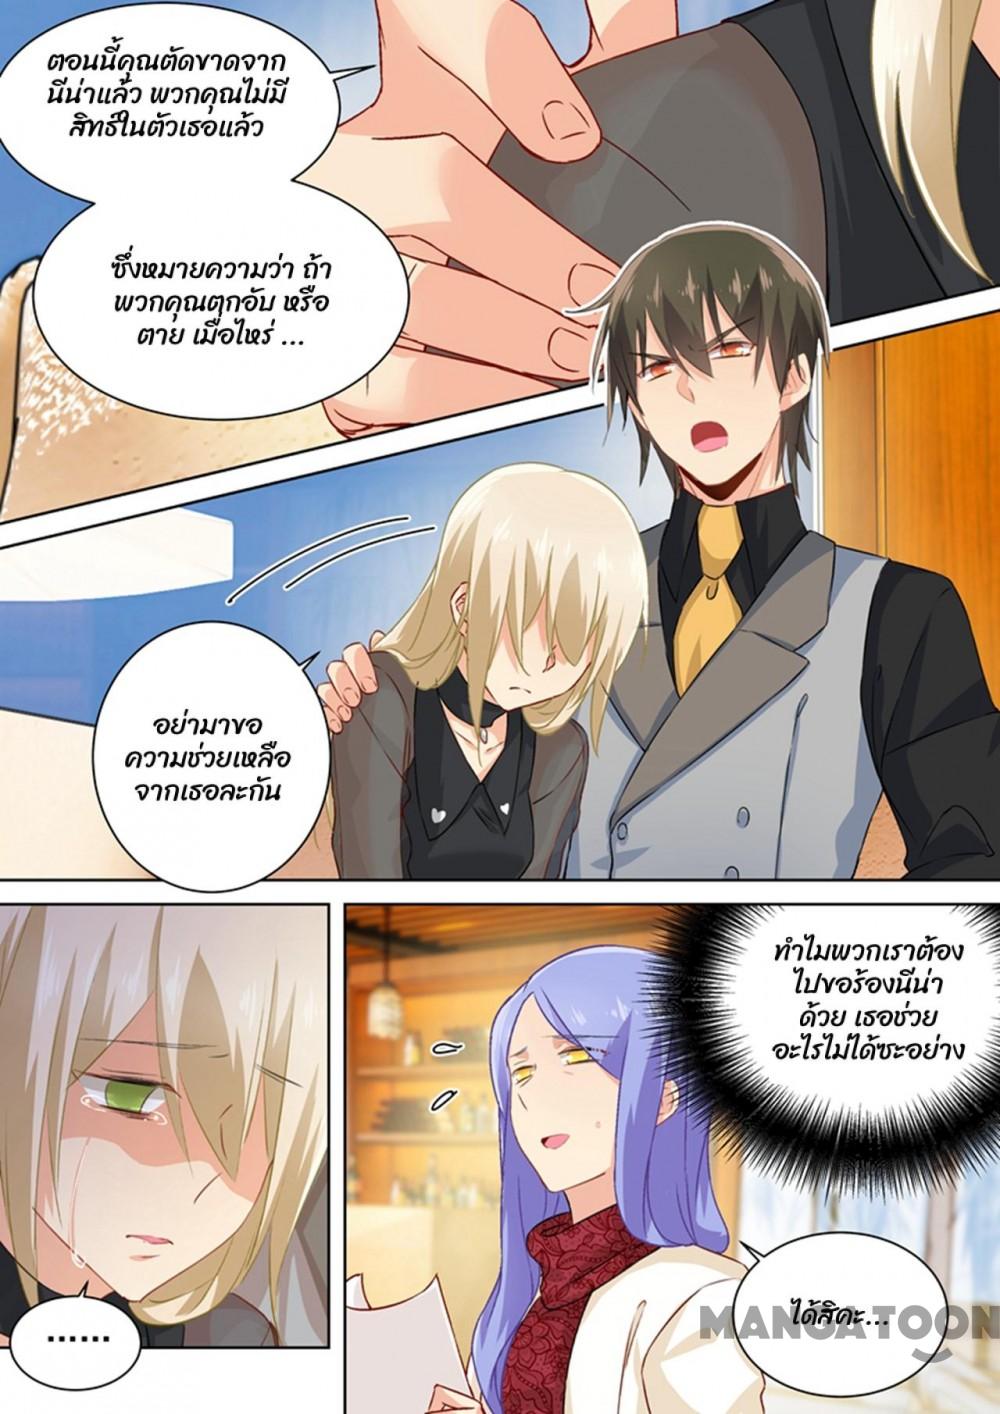 ตอนนี้คุณตัดขาดจาก
นีน่าแล้ว พวกคุณไม่มี
สิทธิ์ในตัวเธอแล้ว
ซึ่งหมายความว่า ถ้า
พวกคุณตกอับ หรือ
ตาย เมื่อไหร่ ...
อย่ามาขอ
ความช่วยเหลือ
จากเธอละกัน
ทำไมพวกเราต้อง
ไปขอร้องนีน่า
ด้วย เธอช่วย
อะไรไม่ได้ซะอย่าง
ได้สิคะ...
......
MANGATOON